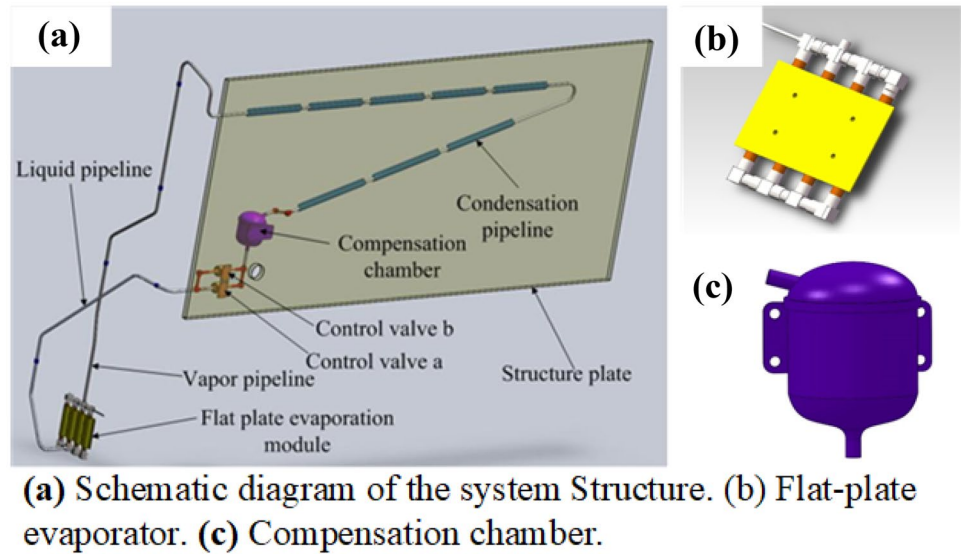 (a)
(b)
Liquid pipeline
Condensation
pipeline
Compensation
chamber
(c)
Control valve b
Control valve a
Structure plate
Vapor pipeline
Flat plate evaporation
module
(a) Schematic diagram of the system Structure. (b) Flat-plate
evaporator. (c) Compensation chamber.